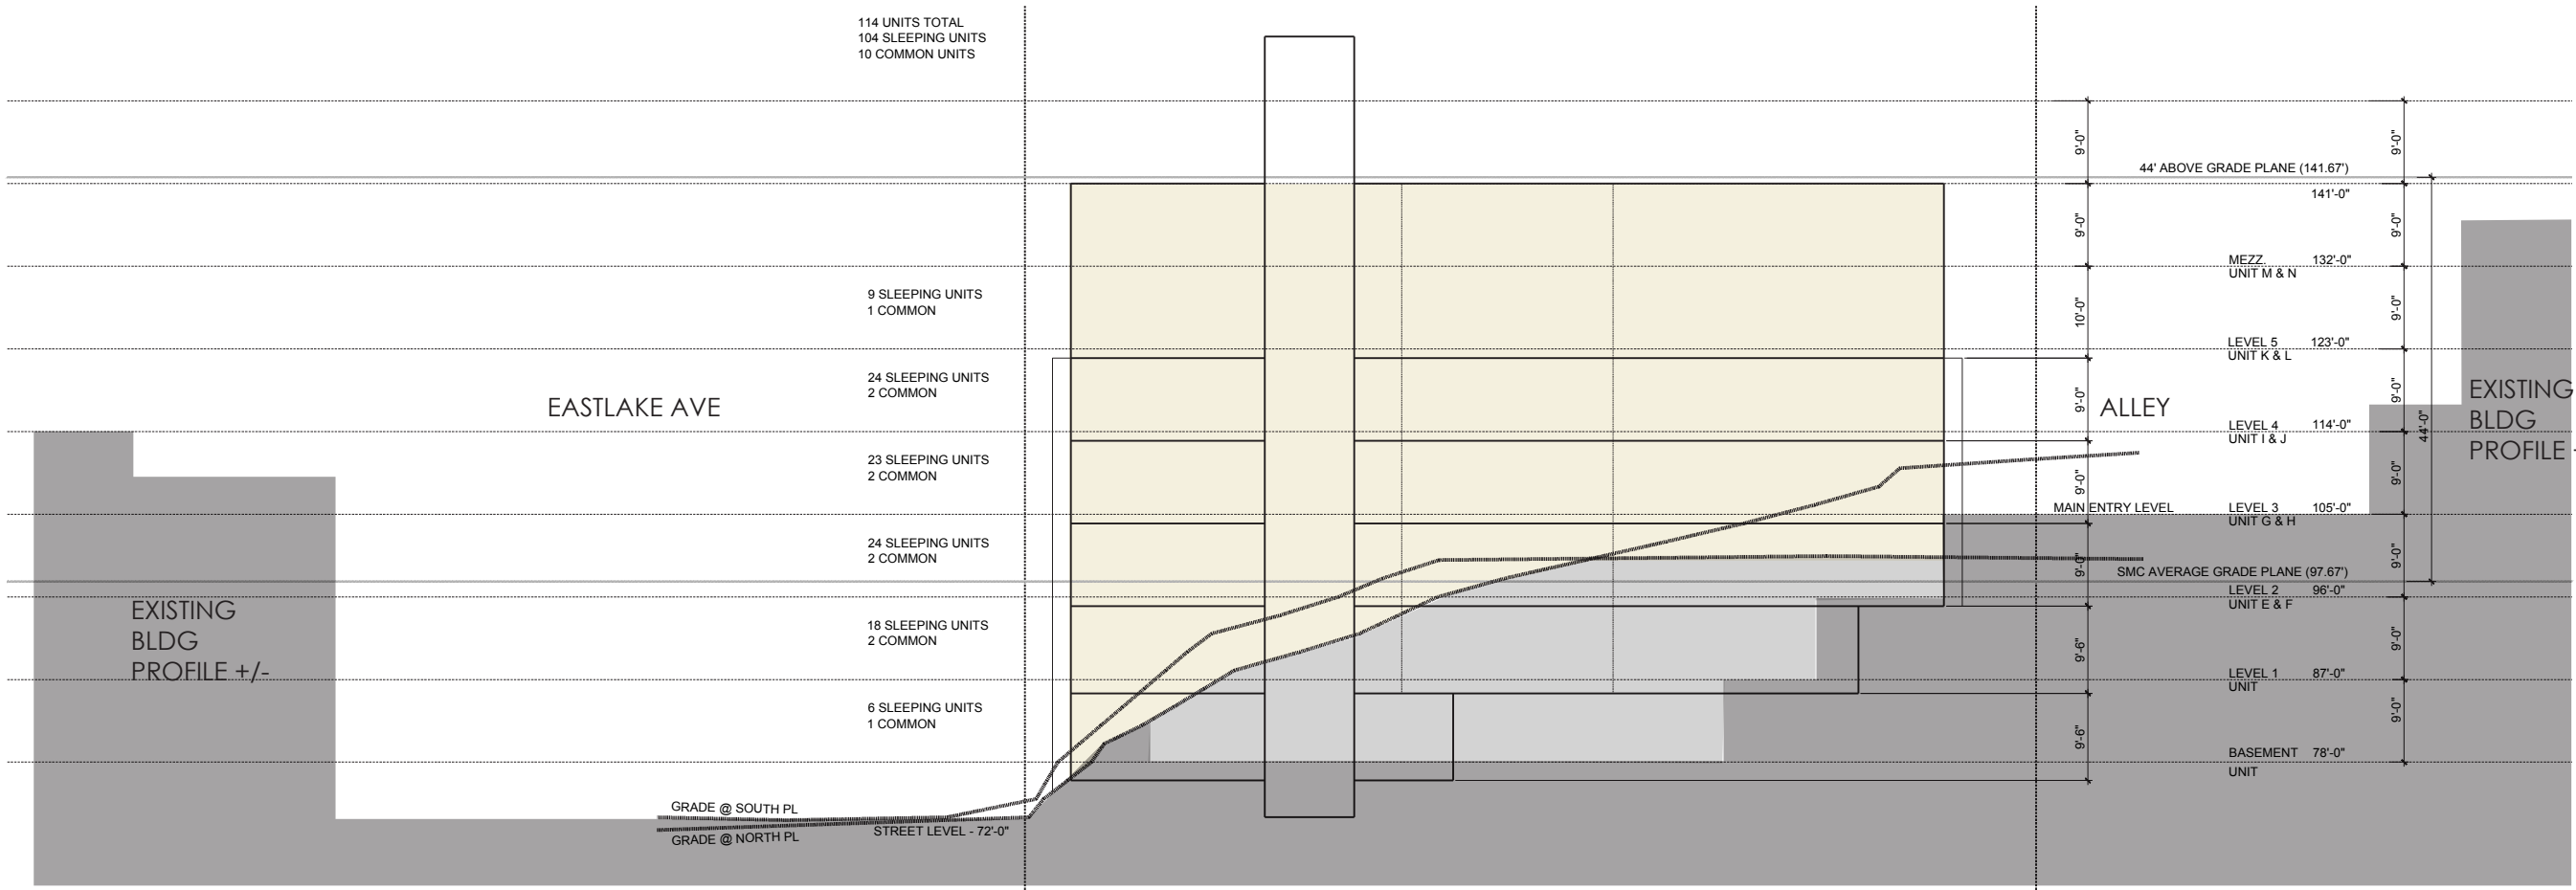 114 UNITS TOTAL
104 SLEEPING UNITS
10 COMMON UNITS
9 SLEEPING UNITS
1 COMMON
24 SLEEPING UNITS
2 COMMON
23 SLEEPING UNITS
2 COMMON
24 SLEEPING UNITS
2 COMMON
18 SLEEPING UNITS
2 COMMON
6 SLEEPING UNITS
1 COMMON
EASTLAKE AVE
EXISTING
BLDG
PROFILE +/-
GRADE @ SOUTH PL
GRADE @ NORTH PL
STREET LEVEL - 72'-0"
9'-0"
9'-0"
10'-0"
9'-0"
9'-0"
9'-0"
9'-6"
9'-6"
ALLEY
MAIN ENTRY LEVEL
44' ABOVE GRADE PLANE (141.67')
141'-0"
MEZZ. 132'-0"
UNIT M & N
LEVEL 5 123'-0"
UNIT K & L
LEVEL 4 114'-0"
UNIT I & J
LEVEL 3 105'-0"
UNIT G & H
SMC AVERAGE GRADE PLANE (97.67')
LEVEL 2 96'-0"
UNIT E & F
LEVEL 1 87'-0"
UNIT
BASEMENT 78'-0"
UNIT
9'-0"
9'-0"
9'-0"
9'-0"
9'-0"
9'-0"
9'-0"
9'-0"
44'-0"
EXISTING
BLDG
PROFILE